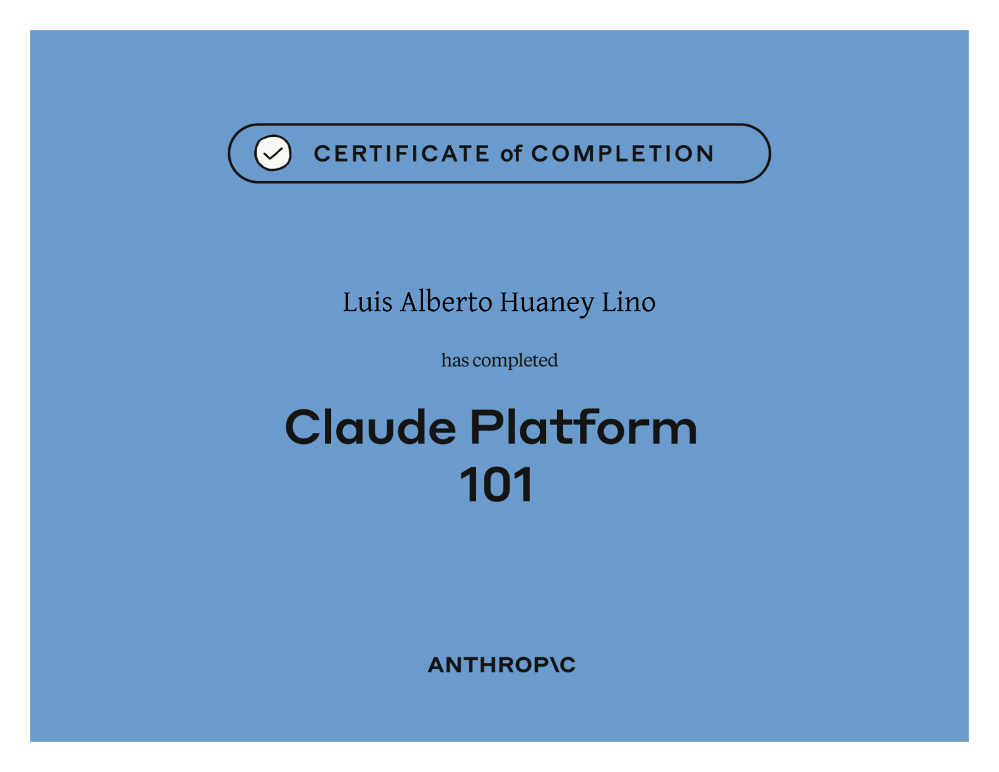 CERTIFICATE of COMPLETION
Luis Alberto Huaney Lino
has completed
Claude Platform
101
ANTHROP\C